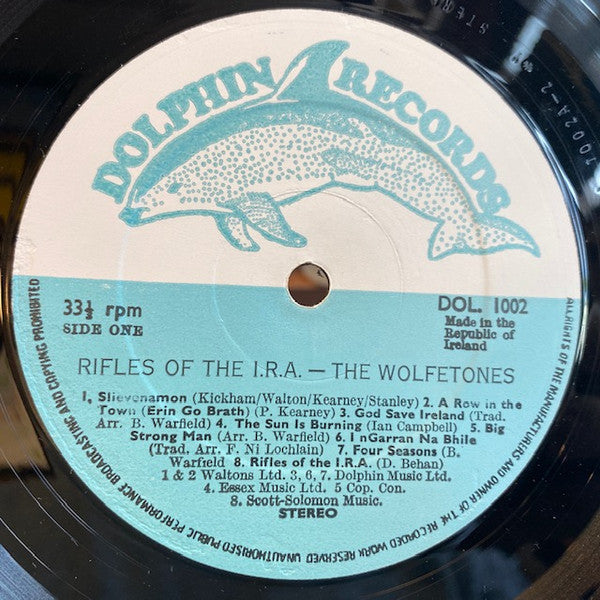 DOLPHIN RECORDS
33⅓ rpm
SIDE ONE
DOL. 1002
Made in the
Republic of
Ireland
RIFLES OF THE I.R.A. — THE WOLFETONES
1, Slievenamon (Kickham/Walton/Kearney/Stanley) 2. A Row in the
Town (Erin Go Brath) (P. Kearney) 3. God Save Ireland (Trad.
Arr. B. Warfield) 4. The Sun is Burning (Ian Campbell) 5. Big
Strong Man (Arr. B. Warfield) 6. I nGarran Na Bhile
(Trad. Arr. F. Ni Lochlain) 7. Four Seasons (B.
Warfield 8. Rifles of the I.R.A. (D. Behan)
1 & 2 Waltons Ltd. 3, 6, 7. Dolphin Music Ltd.
4. Essex Music Ltd. 5 Cop. Con.
8. Scott-Solomon Music.
STEREO
ALL RIGHTS OF THE MANUFACTURERS AND OWNER OF THE RECORDED WORK RESERVED UNAUTHORISED PUBLIC PERFORMANCE BROADCASTING AND COPYING PROHIBITED
1002A-2